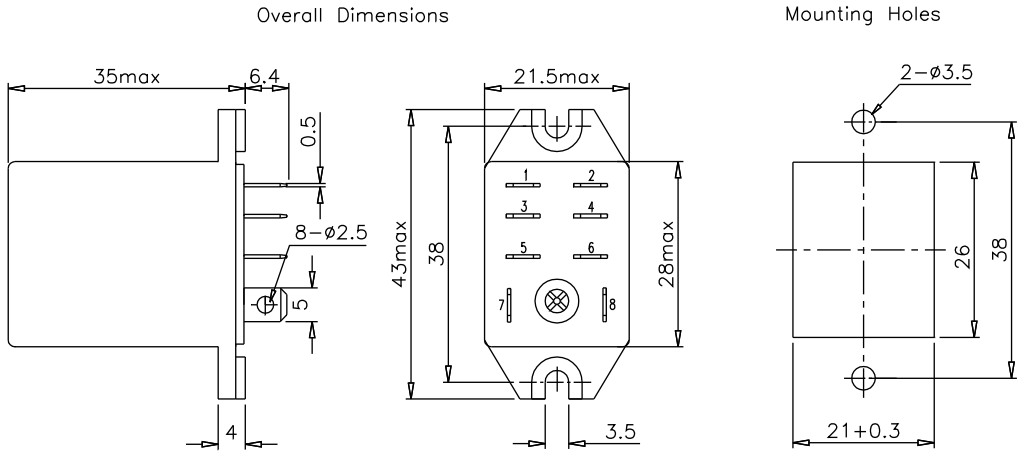 Overall Dimensions
Mounting Holes
35max
6.4
21.5max
2-ø3.5
0.5
1
2
3
4
8-ø2.5
5
6
43max
38
28max
26
38
5
7
8
4
3.5
21+0.3